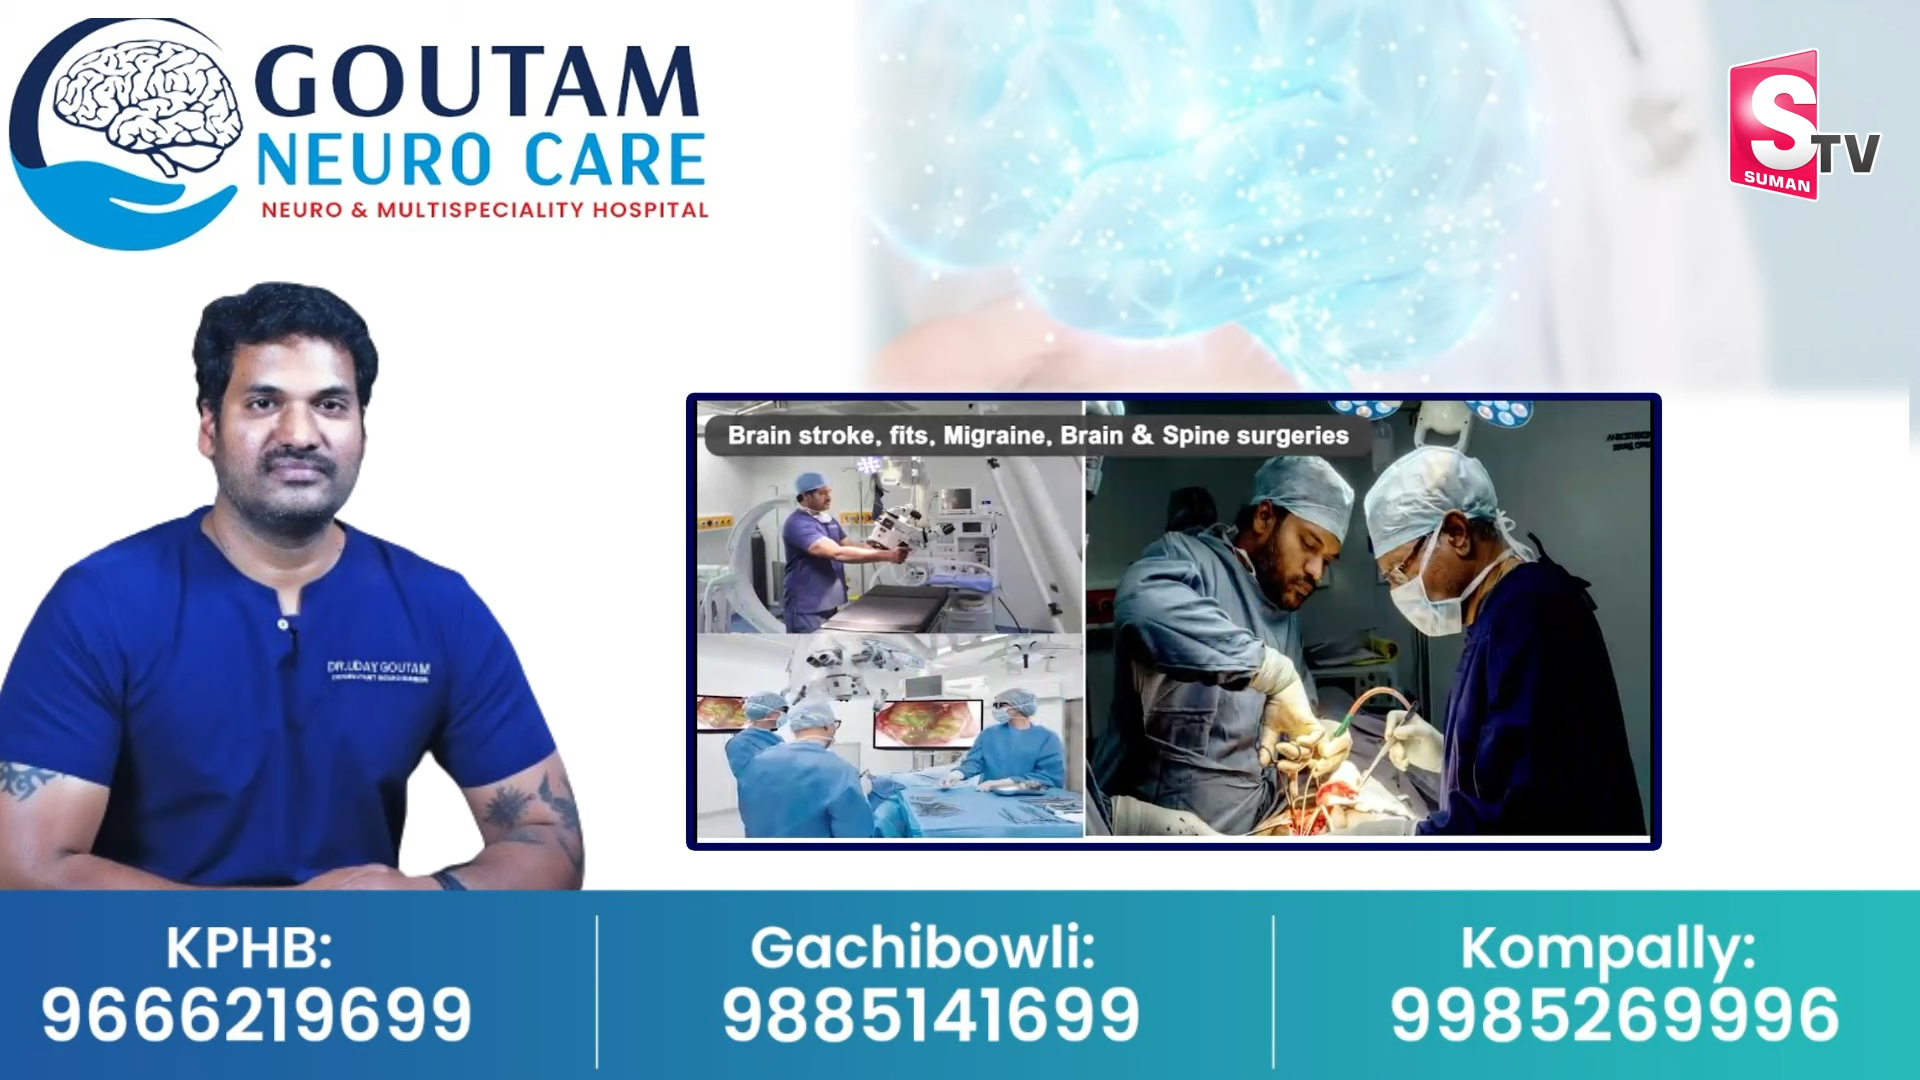 GOUTAM
NEURO CARE
NEURO & MULTISPECIALITY HOSPITAL
S
TV
SUMAN
Brain stroke, fits, Migraine, Brain & Spine surgeries
DR.UDAY GOUTAM
KPHB:
9666219699
Gachibowli:
9885141699
Kompally:
9985269996